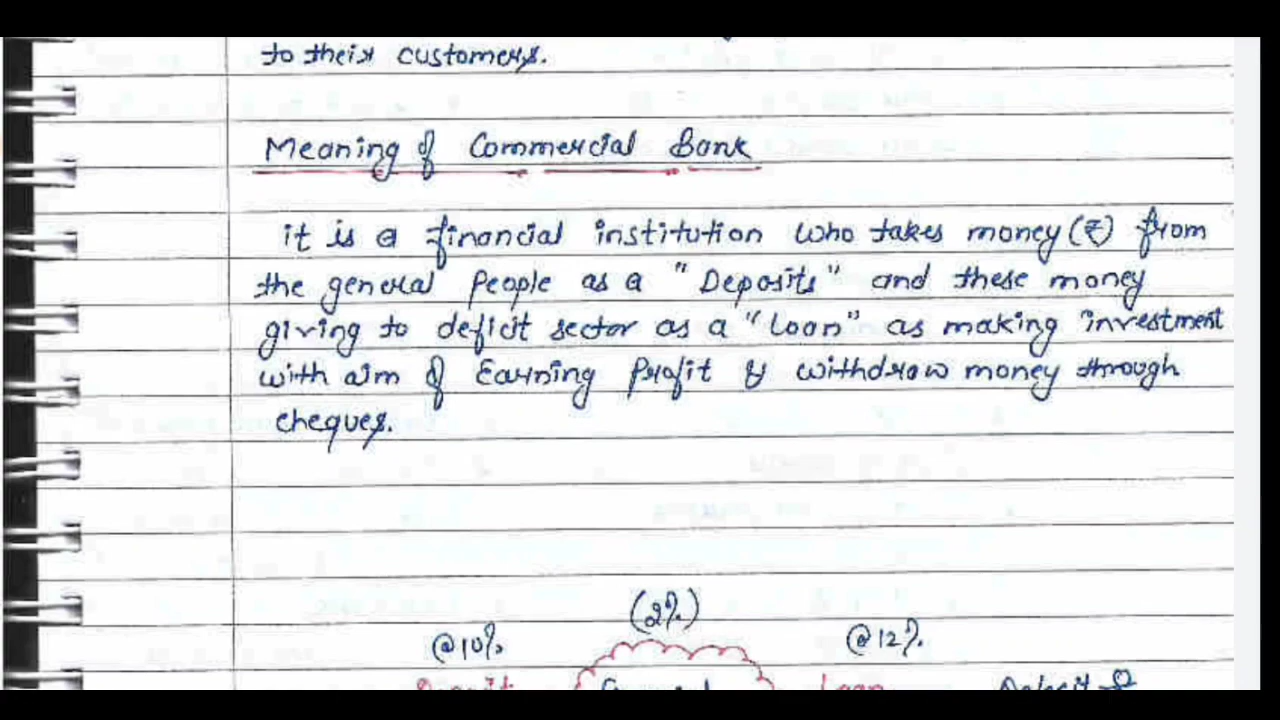 to their customers.
Meaning of Commercial Bank
it is a financial institution who takes money (₹) from
the general People as a "Deposits" and these money
giving to deficit sector as a "loan" as making investment
with aim of Earning Profit & withdraw money through
cheques.
(2%)
@10% @12%
Loan